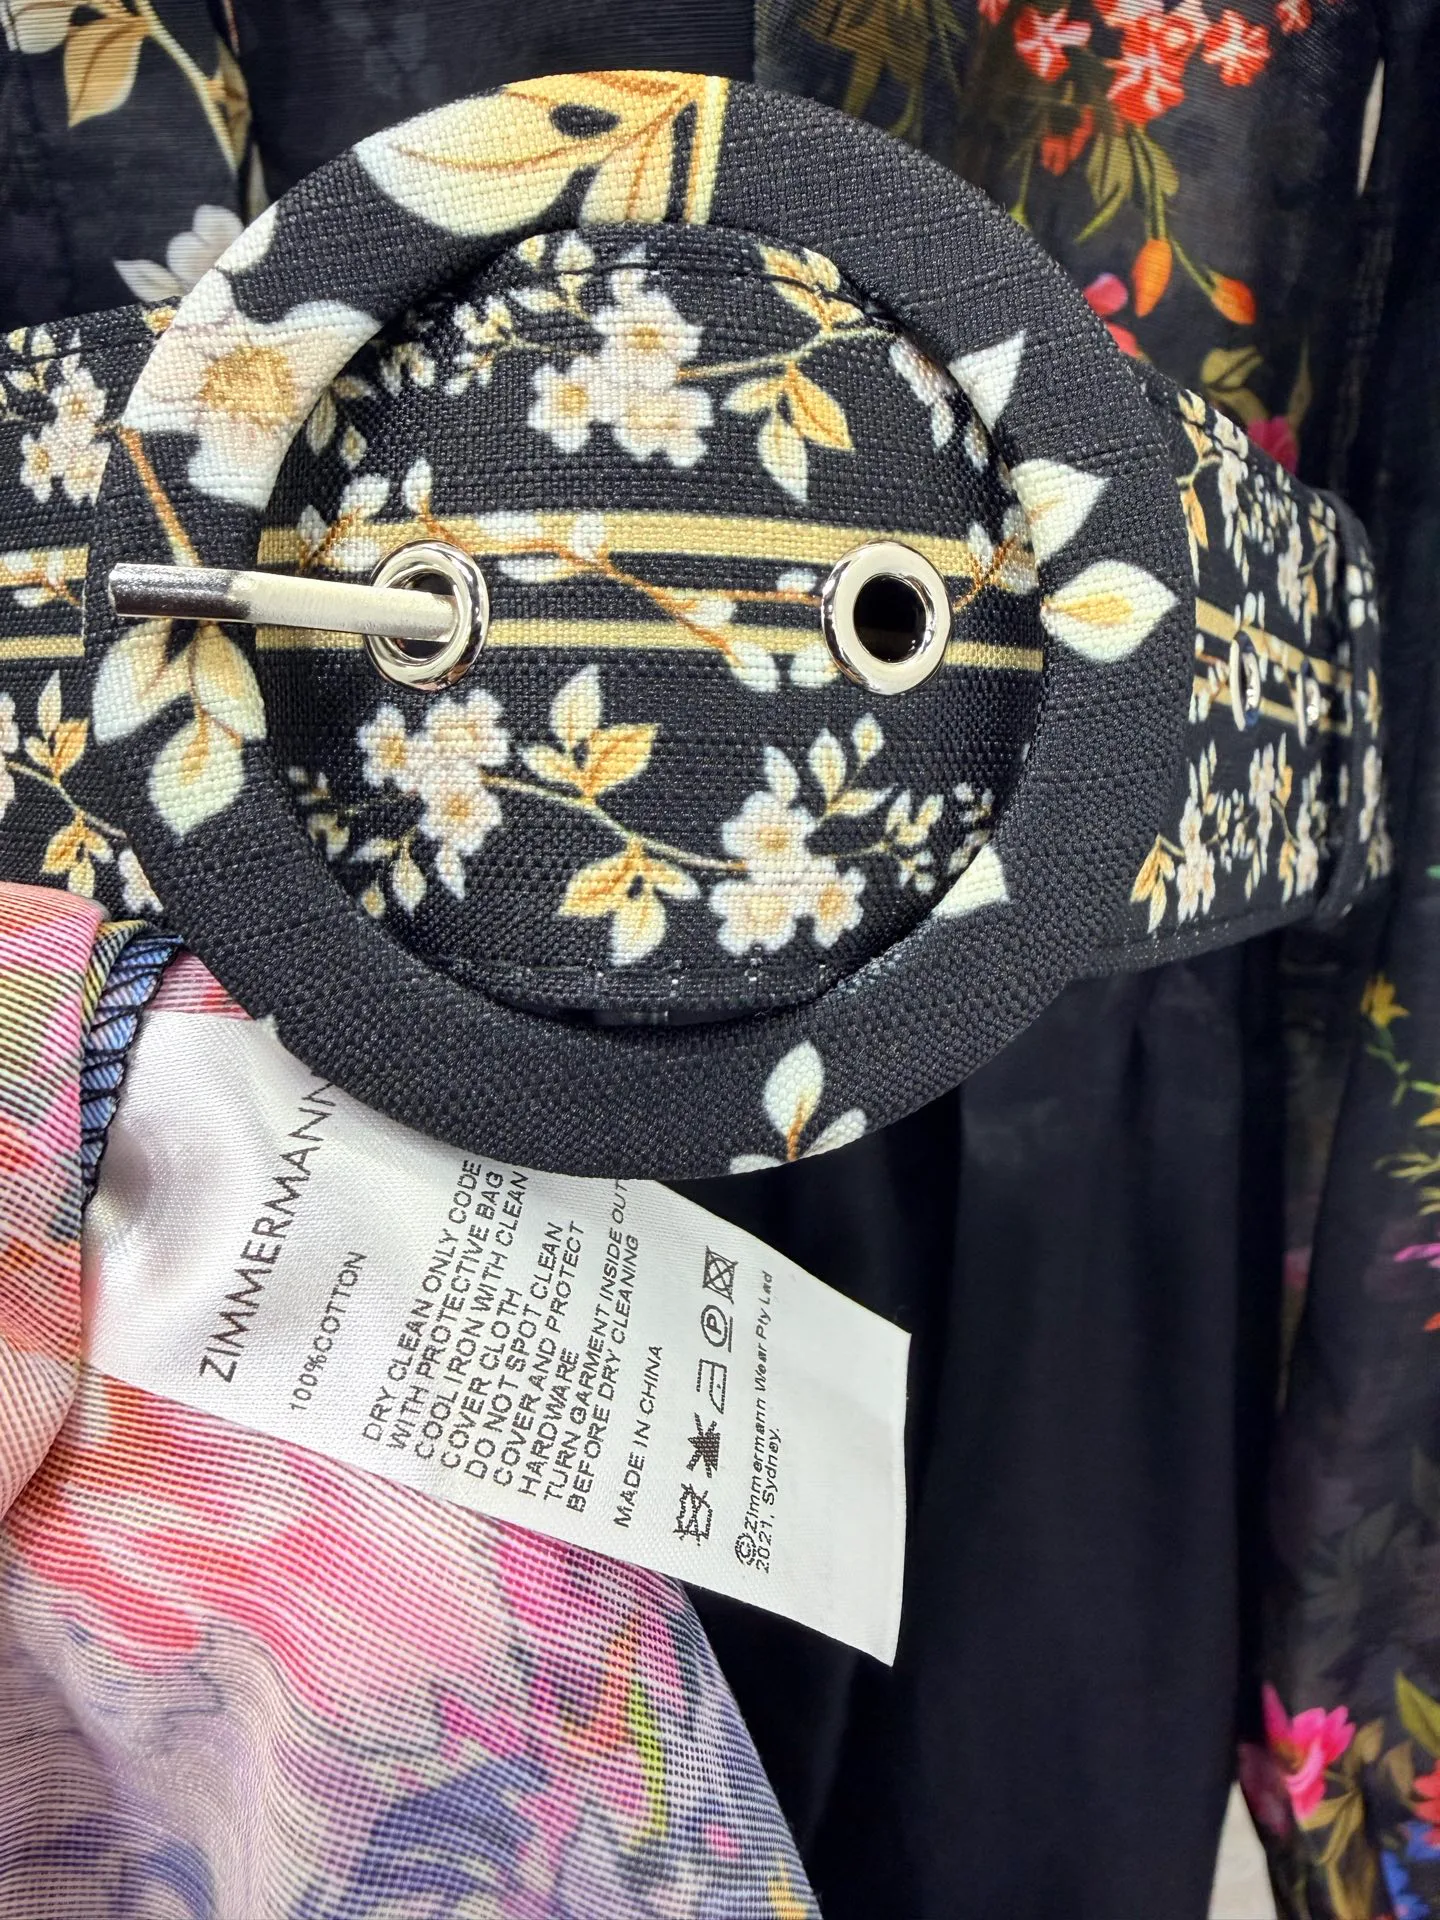 ZIMMERMANN
100%COTTON
DRY CLEAN ONLY CODE
WITH PROTECTIVE BAG
COOL IRON WITH CLEAN
COVER CLOTH
DO NOT SPOT CLEAN
COVER AND PROTECT
HARDWARE
TURN GARMENT INSIDE OUT
BEFORE DRY CLEANING
MADE IN CHINA
P
©Zimmermann Wear Pty Lad
2021. Sydney.